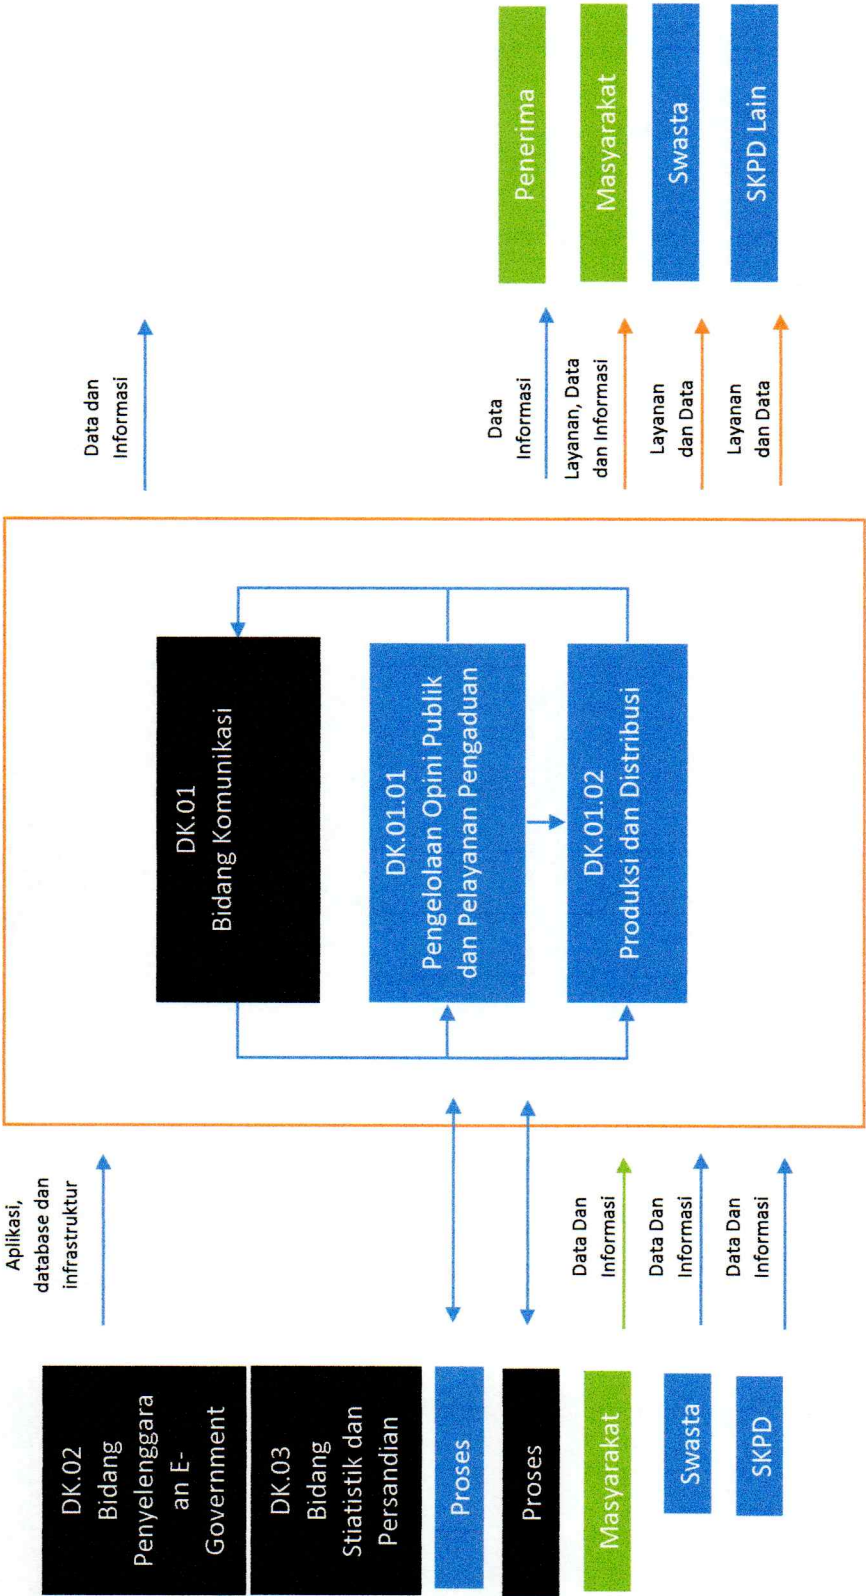 DK.02
Bidang
Penyelenggara
an E-
Government
DK.03
Bidang
Stiatistik dan
Persandian
Proses
Proses
Masyarakat
Swasta
SKPD
Aplikasi,
database dan
infrastruktur
Data Dan
Informasi
Data Dan
Informasi
Data Dan
Informasi
DK.01
Bidang Komunikasi
DK.01.01
Pengelolaan Opini Publik
dan Pelayanan Pengaduan
DK.01.02
Produksi dan Distribusi
Data dan
Informasi
Data
Informasi
Layanan, Data
dan Informasi
Layanan
dan Data
Layanan
dan Data
Penerima
Masyarakat
Swasta
SKPD Lain